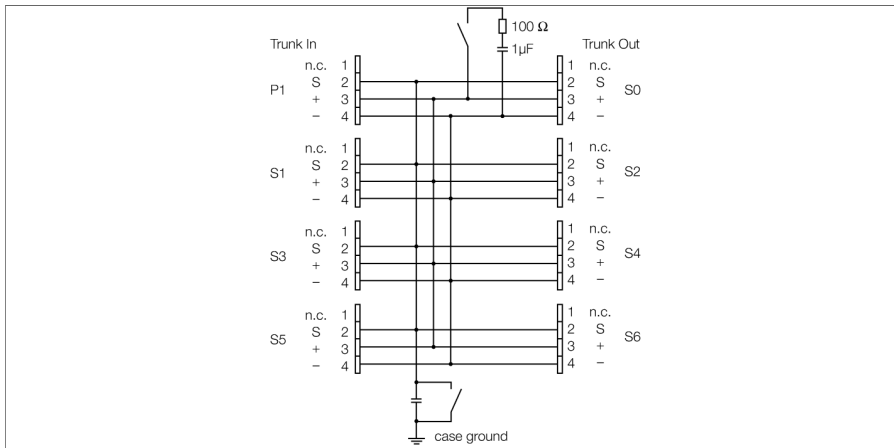 100 Ω
Trunk In Trunk Out
1µF
n.c. 1 1 n.c.
P1 S 2 2 S S0
+ 3 3 +
– 4 4 –
n.c. 1 1 n.c.
S1 S 2 2 S S2
+ 3 3 +
– 4 4 –
n.c. 1 1 n.c.
S3 S 2 2 S S4
+ 3 3 +
– 4 4 –
n.c. 1 1 n.c.
S5 S 2 2 S S6
+ 3 3 +
– 4 4 –
case ground